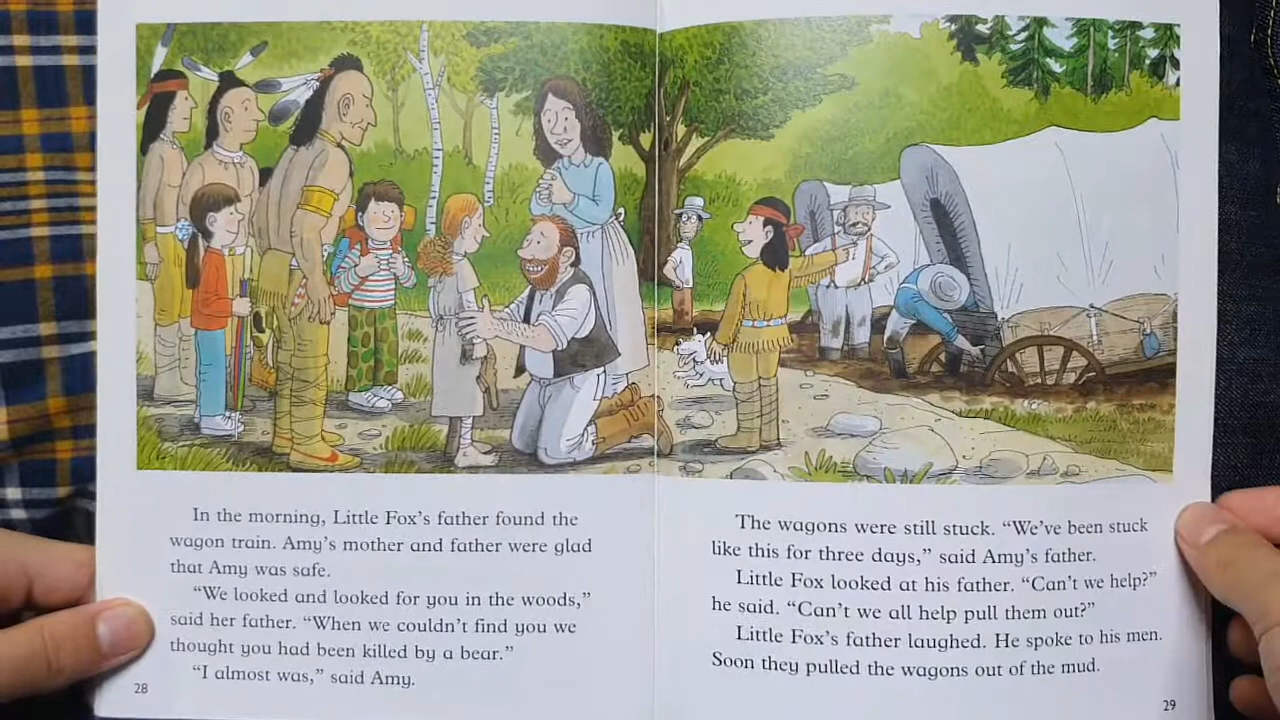 In the morning, Little Fox's father found the
wagon train. Amy's mother and father were glad
that Amy was safe.
"We looked and looked for you in the woods,"
said her father. "When we couldn't find you we
thought you had been killed by a bear."
"I almost was," said Amy.
28
The wagons were still stuck. "We've been stuck
like this for three days," said Amy's father.
Little Fox looked at his father. "Can't we help?"
he said. "Can't we all help pull them out?"
Little Fox's father laughed. He spoke to his men.
Soon they pulled the wagons out of the mud.
29